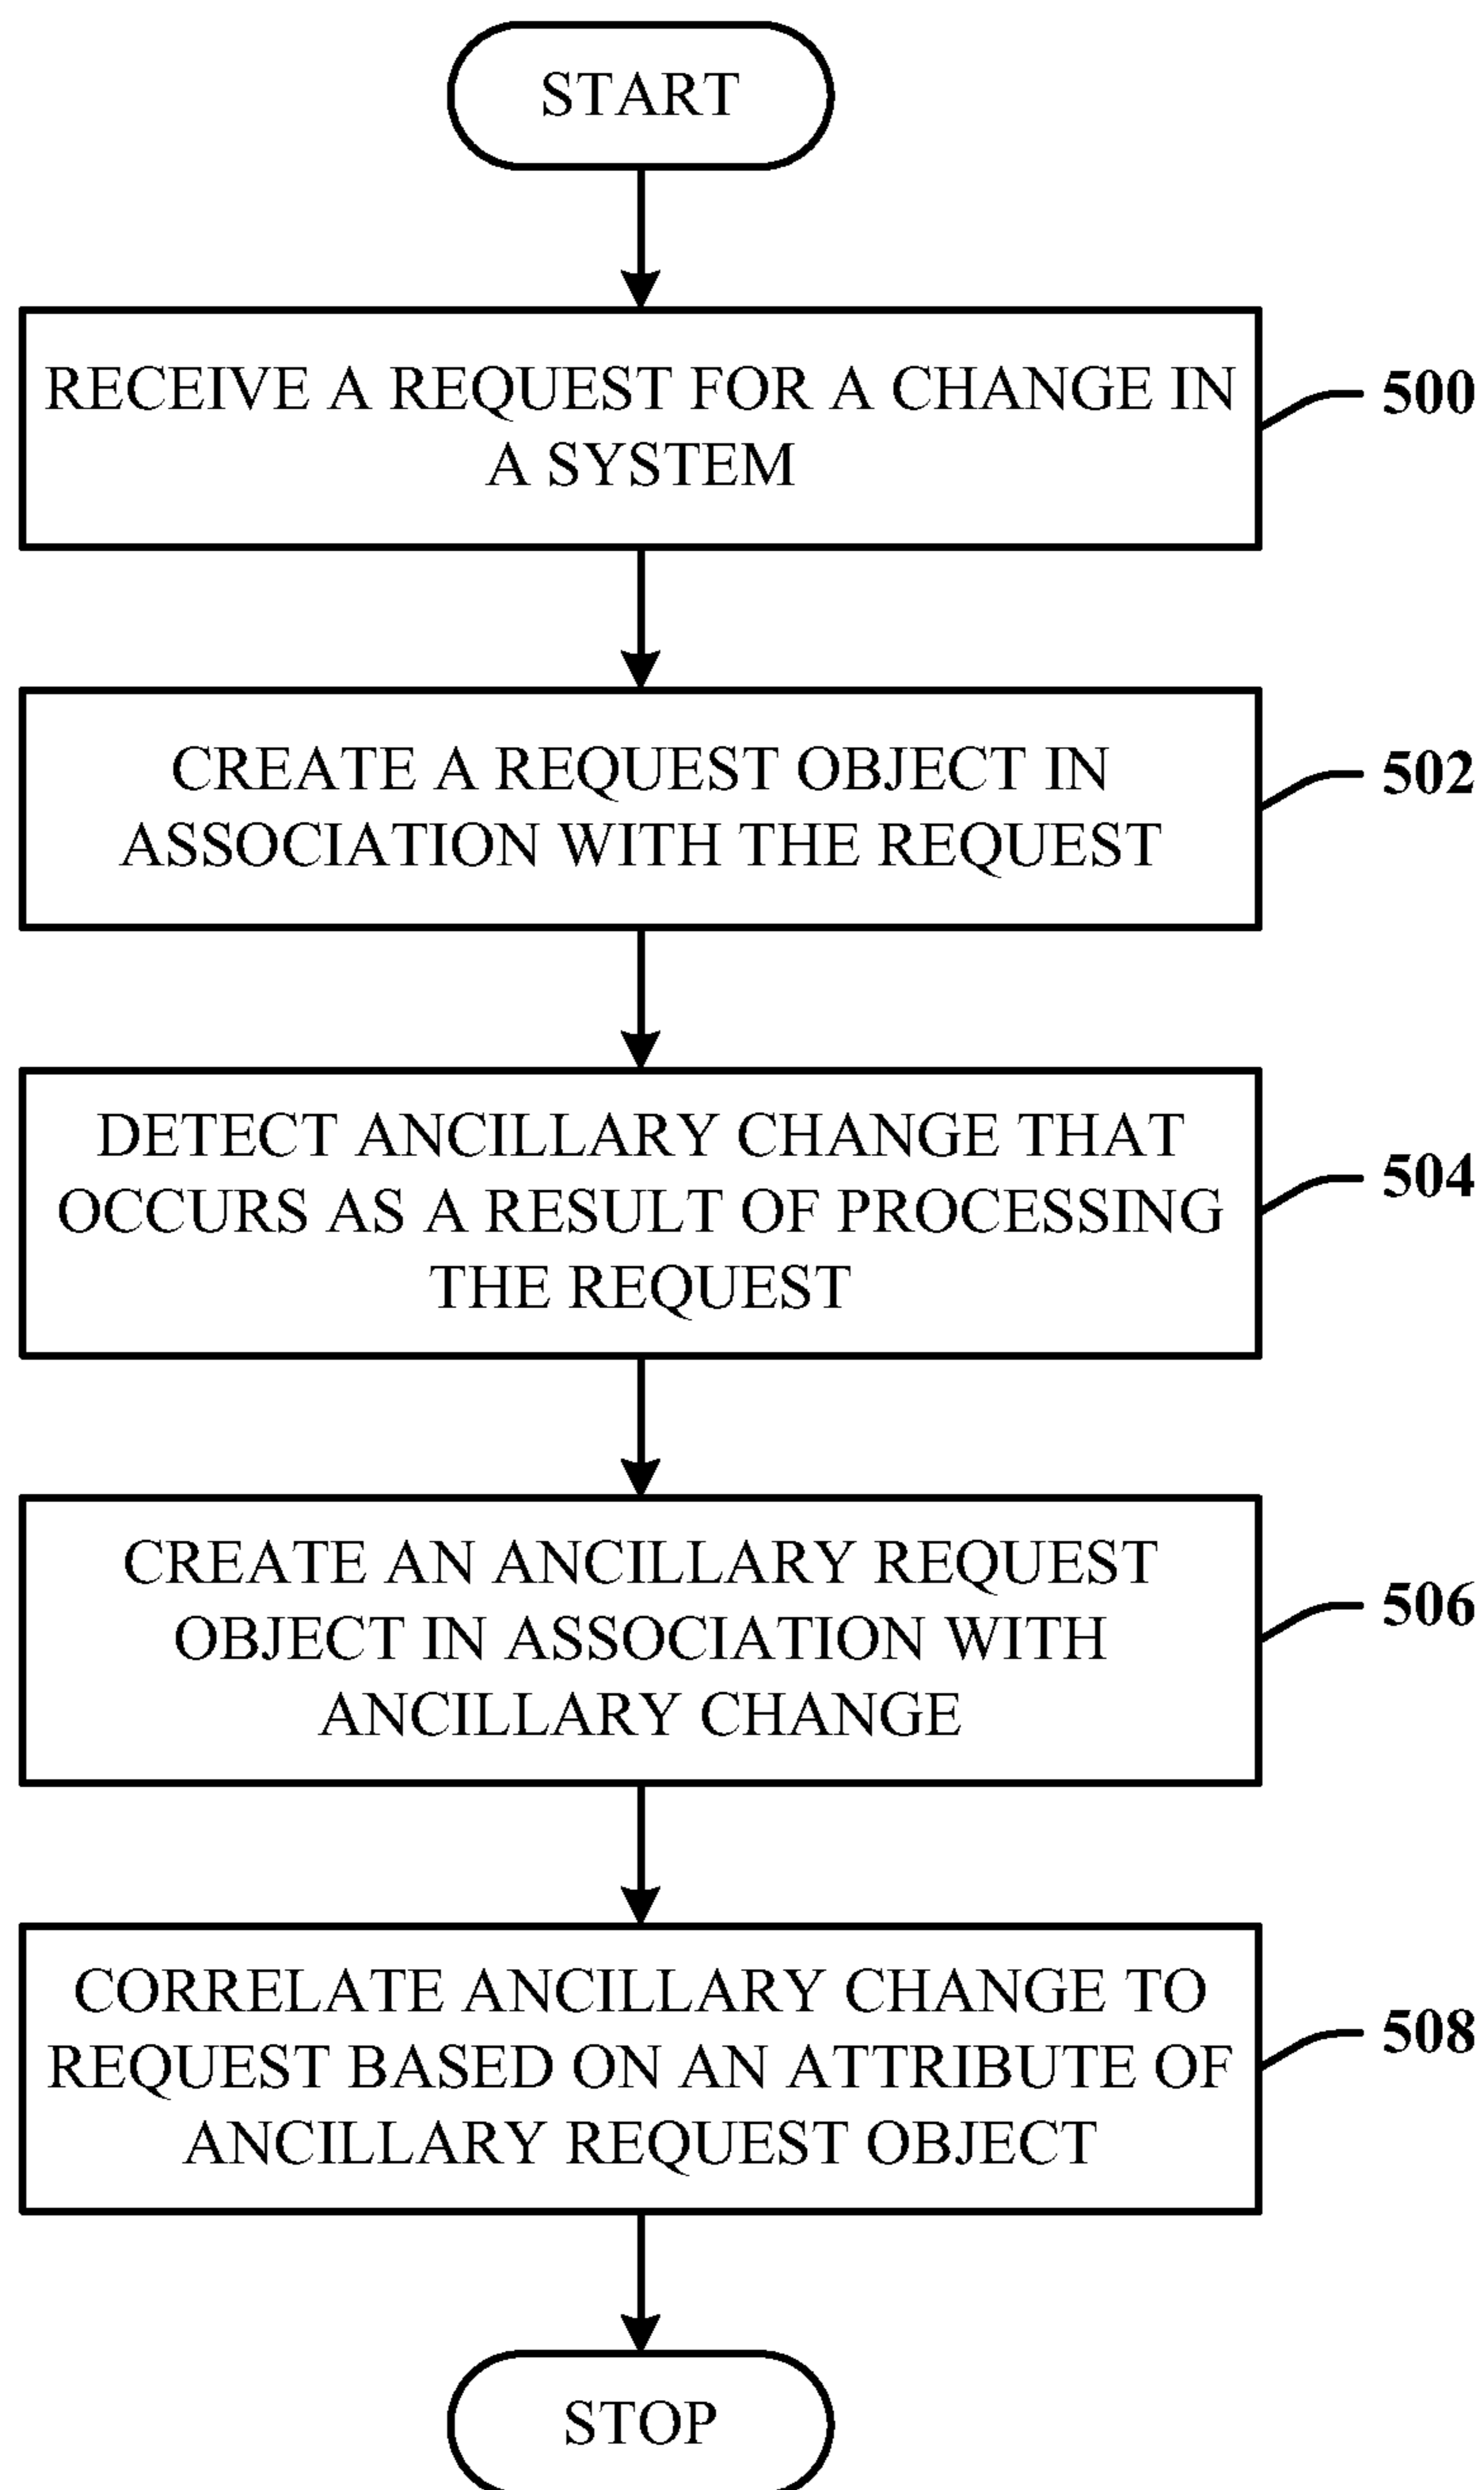 START
RECEIVE A REQUEST FOR A CHANGE IN
A SYSTEM
500
CREATE A REQUEST OBJECT IN
ASSOCIATION WITH THE REQUEST
502
DETECT ANCILLARY CHANGE THAT
OCCURS AS A RESULT OF PROCESSING
THE REQUEST
504
CREATE AN ANCILLARY REQUEST
OBJECT IN ASSOCIATION WITH
ANCILLARY CHANGE
506
CORRELATE ANCILLARY CHANGE TO
REQUEST BASED ON AN ATTRIBUTE OF
ANCILLARY REQUEST OBJECT
508
STOP